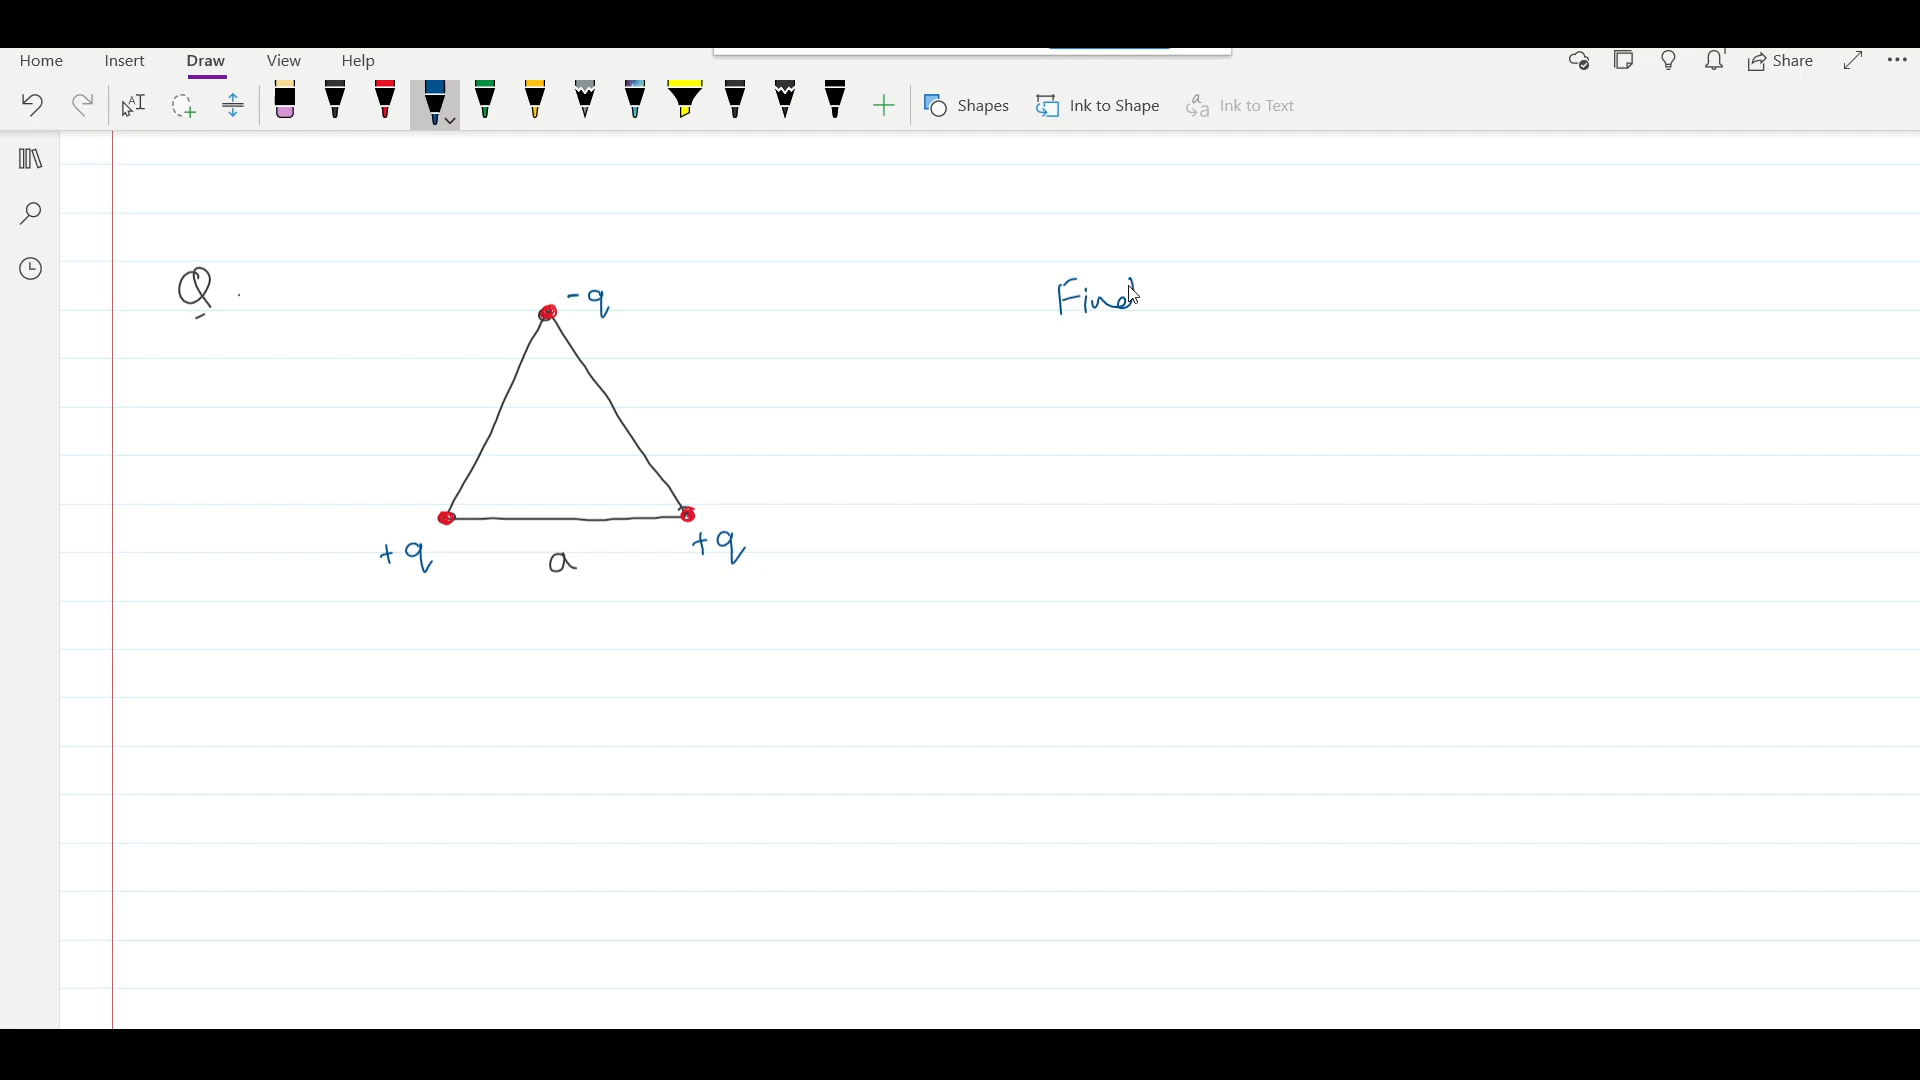 Home Insert Draw View Help Share
Shapes Ink to Shape Ink to Text
Q.
-q
Find
+q
a
+q